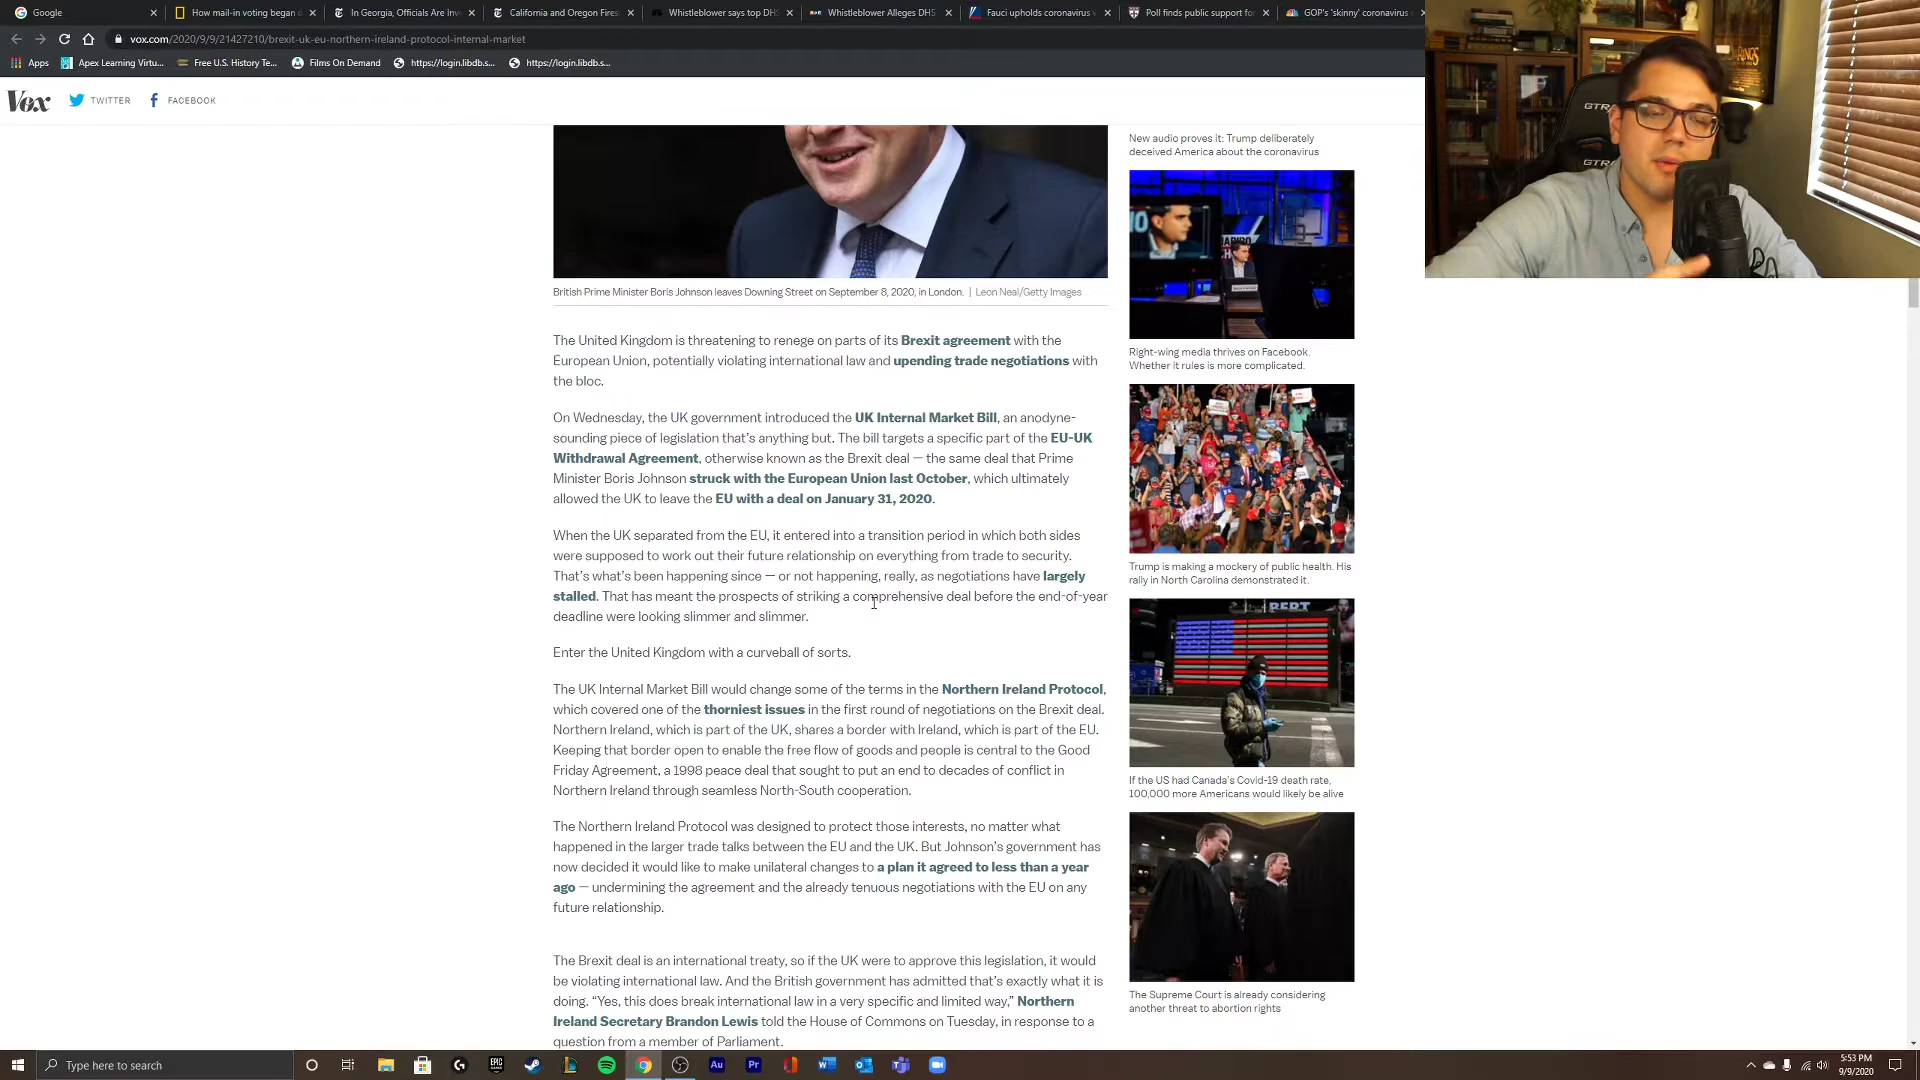 Google
How mail-in voting began o
In Georgia, Officials Are Inv
California and Oregon Fires
Whistleblower says top DHS
Whistleblower Alleges DHS
Fauci upholds coronavirus v
Poll finds public support for
GOP's 'skinny' coronavirus r
vox.com/2020/9/9/21427210/brexit-uk-eu-northern-ireland-protocol-internal-market
Apps
Apex Learning Virtu...
Free U.S. History Te...
Films On Demand
https://login.libdb.s...
https://login.libdb.s...
Vox
TWITTER
FACEBOOK
British Prime Minister Boris Johnson leaves Downing Street on September 8, 2020, in London. | Leon Neal/Getty Images
The United Kingdom is threatening to renege on parts of its Brexit agreement with the
European Union, potentially violating international law and upending trade negotiations with
the bloc.
On Wednesday, the UK government introduced the UK Internal Market Bill, an anodyne-
sounding piece of legislation that's anything but. The bill targets a specific part of the EU-UK
Withdrawal Agreement, otherwise known as the Brexit deal — the same deal that Prime
Minister Boris Johnson struck with the European Union last October, which ultimately
allowed the UK to leave the EU with a deal on January 31, 2020.
When the UK separated from the EU, it entered into a transition period in which both sides
were supposed to work out their future relationship on everything from trade to security.
That's what's been happening since — or not happening, really, as negotiations have largely
stalled. That has meant the prospects of striking a comprehensive deal before the end-of-year
deadline were looking slimmer and slimmer.
Enter the United Kingdom with a curveball of sorts.
The UK Internal Market Bill would change some of the terms in the Northern Ireland Protocol,
which covered one of the thorniest issues in the first round of negotiations on the Brexit deal.
Northern Ireland, which is part of the UK, shares a border with Ireland, which is part of the EU.
Keeping that border open to enable the free flow of goods and people is central to the Good
Friday Agreement, a 1998 peace deal that sought to put an end to decades of conflict in
Northern Ireland through seamless North-South cooperation.
The Northern Ireland Protocol was designed to protect those interests, no matter what
happened in the larger trade talks between the EU and the UK. But Johnson's government has
now decided it would like to make unilateral changes to a plan it agreed to less than a year
ago — undermining the agreement and the already tenuous negotiations with the EU on any
future relationship.
The Brexit deal is an international treaty, so if the UK were to approve this legislation, it would
be violating international law. And the British government has admitted that's exactly what it is
doing. “Yes, this does break international law in a very specific and limited way,” Northern
Ireland Secretary Brandon Lewis told the House of Commons on Tuesday, in response to a
question from a member of Parliament.
New audio proves it: Trump deliberately
deceived America about the coronavirus
Right-wing media thrives on Facebook.
Whether it rules is more complicated.
Trump is making a mockery of public health. His
rally in North Carolina demonstrated it.
If the US had Canada's Covid-19 death rate,
100,000 more Americans would likely be alive
The Supreme Court is already considering
another threat to abortion rights
GTR
GTR
RINGS
Type here to search
EPIC
Au
Pr
5:53 PM
9/9/2020